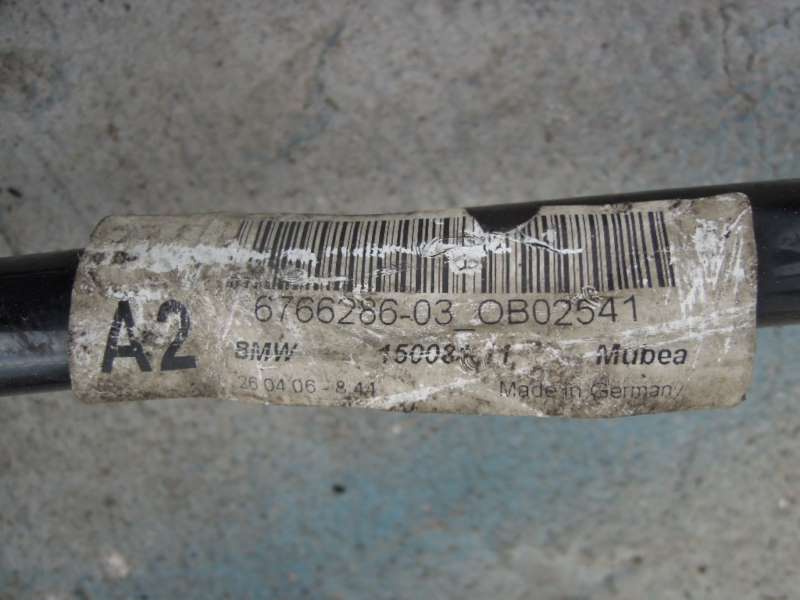 6766286-03_OB02541
A2
BMW Mubea
26.04.06 - 8.41 Made in Germany